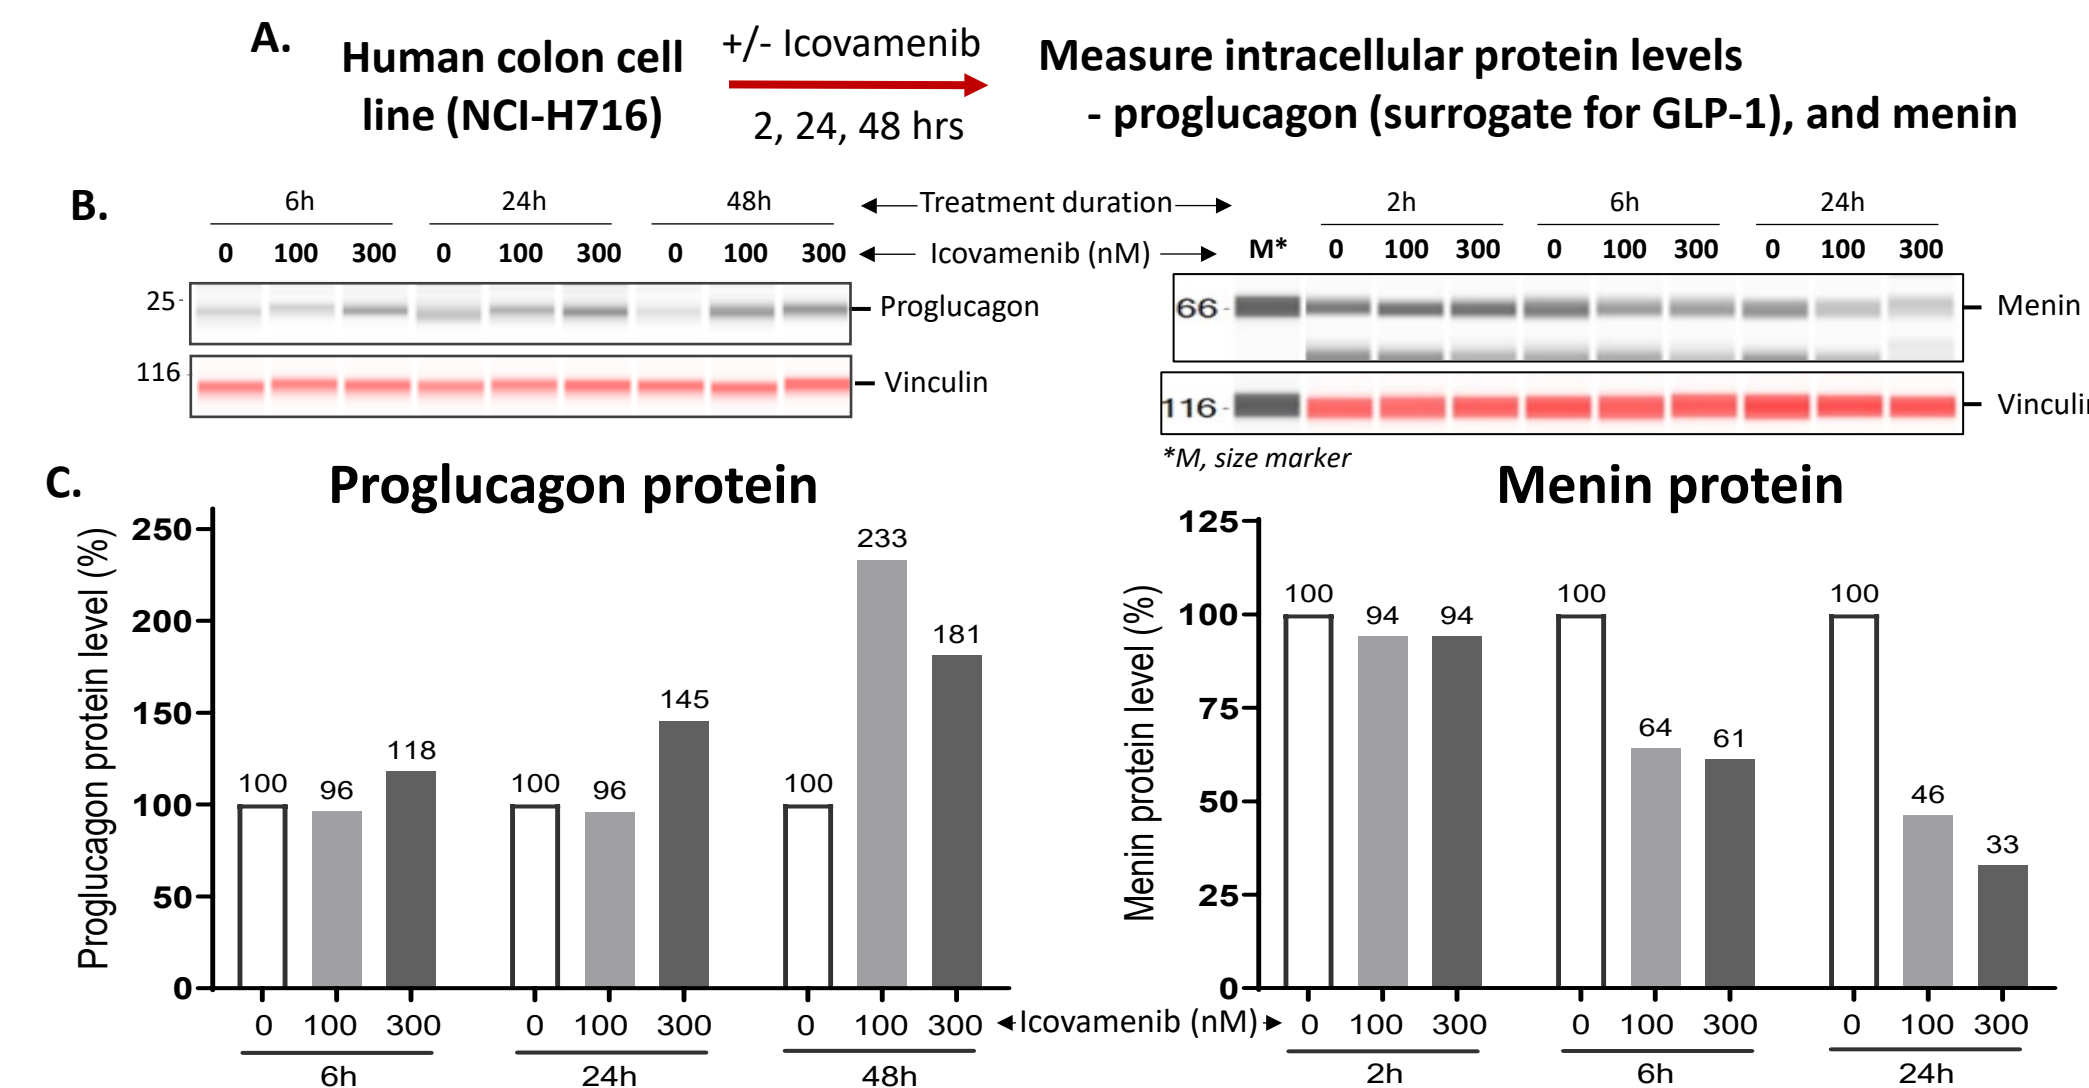 A.
Human colon cell
line (NCI-H716)
+/- Icovamenib
2, 24, 48 hrs
Measure intracellular protein levels
- proglucagon (surrogate for GLP-1), and menin
B.
6h 24h 48h
0 100 300 0 100 300 0 100 300
25
Proglucagon
116
Vinculin
Treatment duration
Icovamenib (nM)
2h 6h 24h
M* 0 100 300 0 100 300 0 100 300
66
Menin
116
Vinculi
*M, size marker
C.
Proglucagon protein
Proglucagon protein level (%)
250
200
150
100
50
0
100 96 118 100 96 145 100 233 181
0 100 300 0 100 300 0 100 300
6h 24h 48h
Icovamenib (nM)
Menin protein
Menin protein level (%)
125
100
75
50
25
0
100 94 94 100 64 61 100 46 33
0 100 300 0 100 300 0 100 300
2h 6h 24h